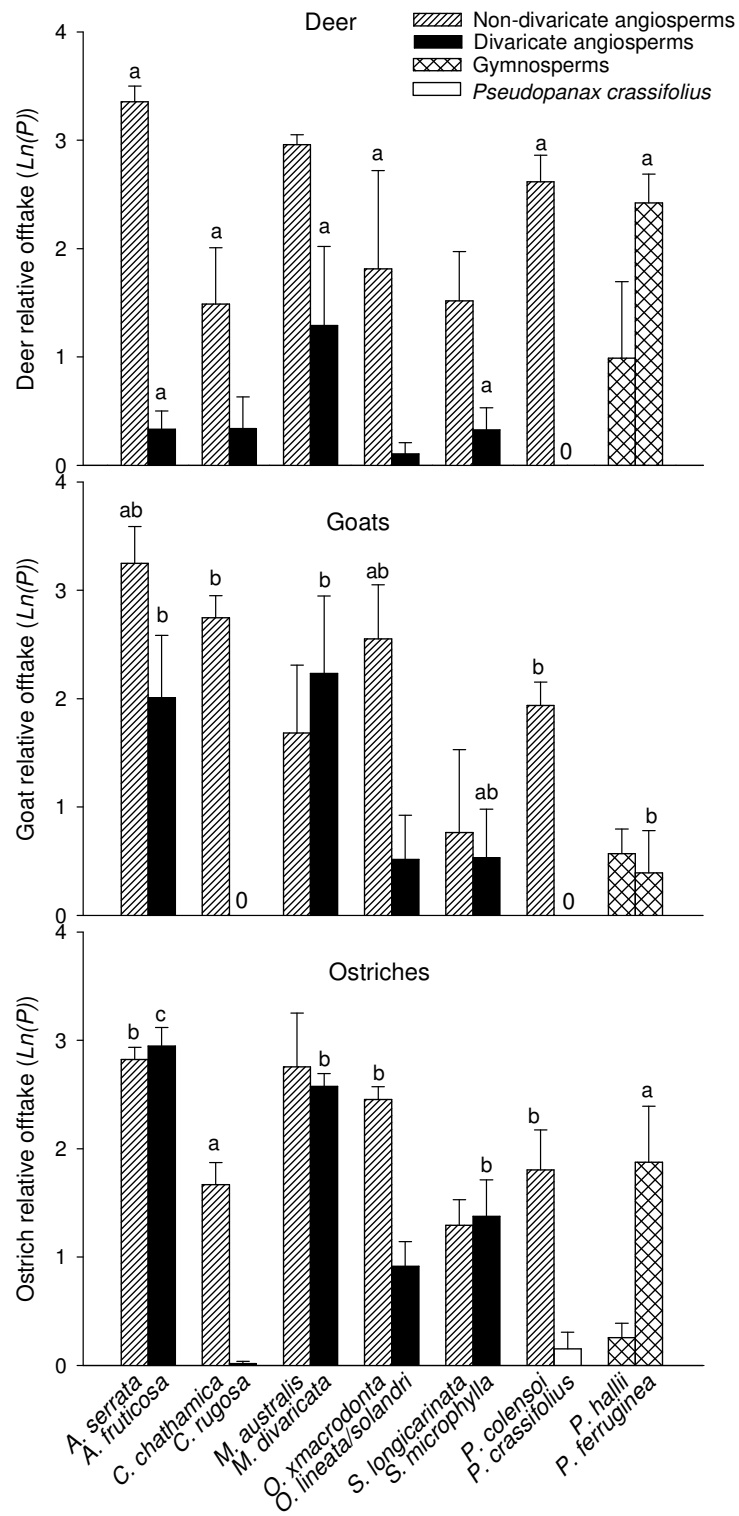 Deer
Non-divaricate angiosperms
Divaricate angiosperms
Gymnosperms
Pseudopanax crassifolius
Deer relative offtake (Ln(P))
4
3
2
1
0
a
a
a
a
a
a
a
a
0
a
Goats
Goat relative offtake (Ln(P))
4
3
2
1
0
ab
b
b
0
b
ab
ab
b
0
b
Ostriches
Ostrich relative offtake (Ln(P))
4
3
2
1
0
b
c
a
b
b
b
b
a
A. serrata
A. fruticosa
C. chathamica
C. rugosa
M. australis
M. divaricata
O. xmacrodonta
O. lineata/solandri
S. longicarinata
S. microphylla
P. colensoi
P. crassifolius
P. hallii
P. ferruginea